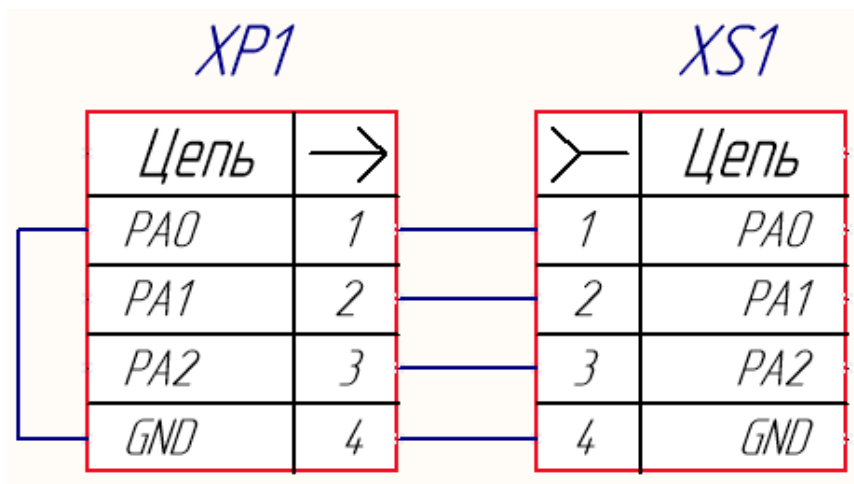 XP1 XS1
Цепь Цепь
PA0 1 1 PA0
PA1 2 2 PA1
PA2 3 3 PA2
GND 4 4 GND